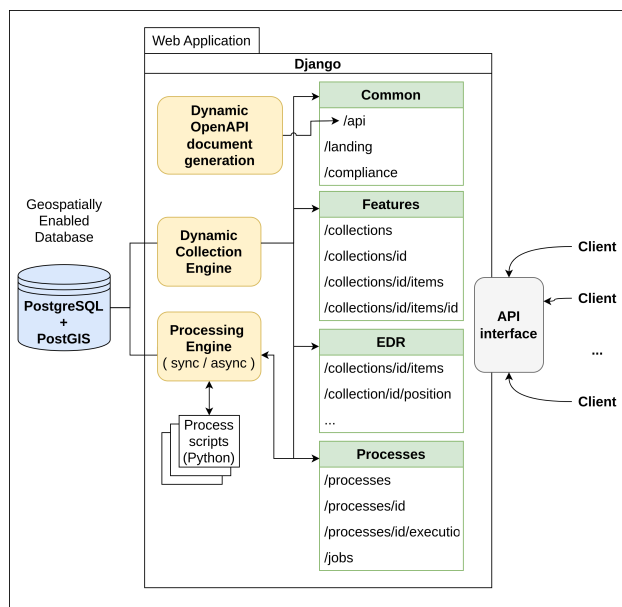 Web Application
Django
Dynamic
OpenAPI
document
generation
Common
/api
/landing
/compliance
Geospatially
Enabled
Database
PostgreSQL
+
PostGIS
Dynamic
Collection
Engine
Features
/collections
/collections/id
/collections/id/items
/collections/id/items/id
Processing
Engine
( sync / async )
Process
scripts
(Python)
EDR
/collections/id/items
/collection/id/position
...
Processes
/processes
/processes/id
/processes/id/executio
/jobs
API
interface
Client
Client
...
Client